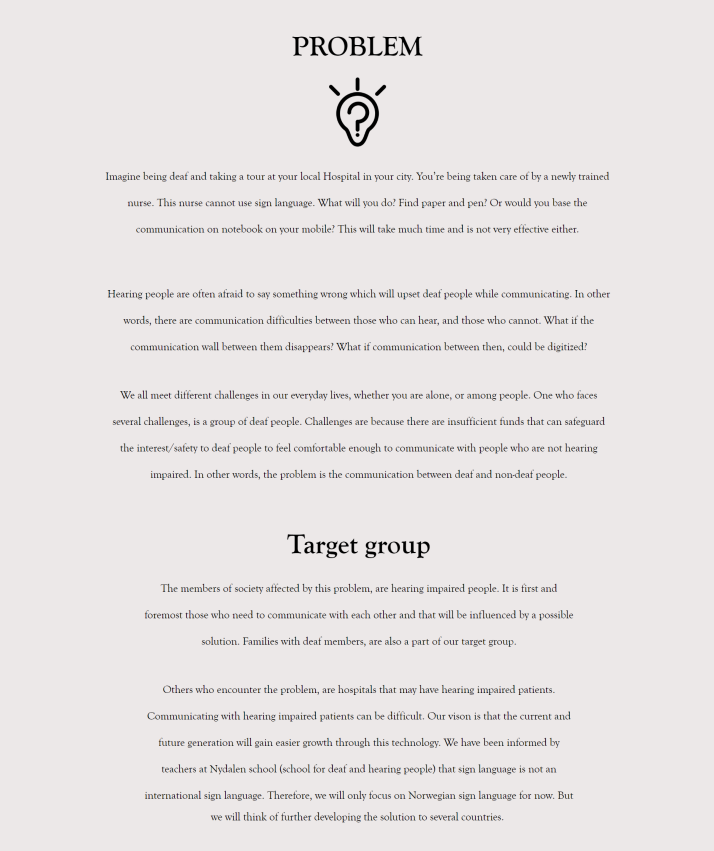 PROBLEM
Imagine being deaf and taking a tour at your local Hospital in your city. You're being taken care of by a newly trained
nurse. This nurse cannot use sign language. What will you do? Find paper and pen? Or would you base the
communication on notebook on your mobile? This will take much time and is not very effective either.
Hearing people are often afraid to say something wrong which will upset deaf people while communicating. In other
words, there are communication difficulties between those who can hear, and those who cannot. What if the
communication wall between them disappears? What if communication between then, could be digitized?
We all meet different challenges in our everyday lives, whether you are alone, or among people. One who faces
several challenges, is a group of deaf people. Challenges are because there are insufficient funds that can safeguard
the interest/safety to deaf people to feel comfortable enough to communicate with people who are not hearing
impaired. In other words, the problem is the communication between deaf and non-deaf people.
Target group
The members of society affected by this problem, are hearing impaired people. It is first and
foremost those who need to communicate with each other and that will be influenced by a possible
solution. Families with deaf members, are also a part of our target group.
Others who encounter the problem, are hospitals that may have hearing impaired patients.
Communicating with hearing impaired patients can be difficult. Our vison is that the current and
future generation will gain easier growth through this technology. We have been informed by
teachers at Nydalen school (school for deaf and hearing people) that sign language is not an
international sign language. Therefore, we will only focus on Norwegian sign language for now. But
we will think of further developing the solution to several countries.